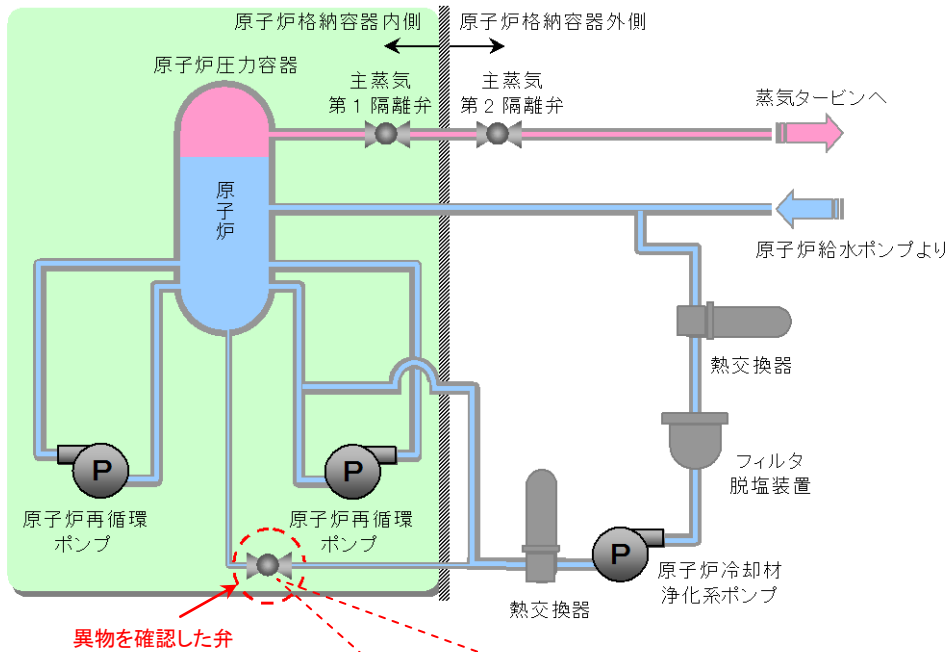 原子炉格納容器内側
原子炉格納容器外側
原子炉圧力容器
主蒸気
第1隔離弁
主蒸気
第2隔離弁
蒸気タービンへ
原子炉
原子炉給水ポンプより
熱交換器
フィルタ
脱塩装置
P
P
P
原子炉再循環
ポンプ
原子炉再循環
ポンプ
原子炉冷却材
浄化系ポンプ
熱交換器
異物を確認した弁